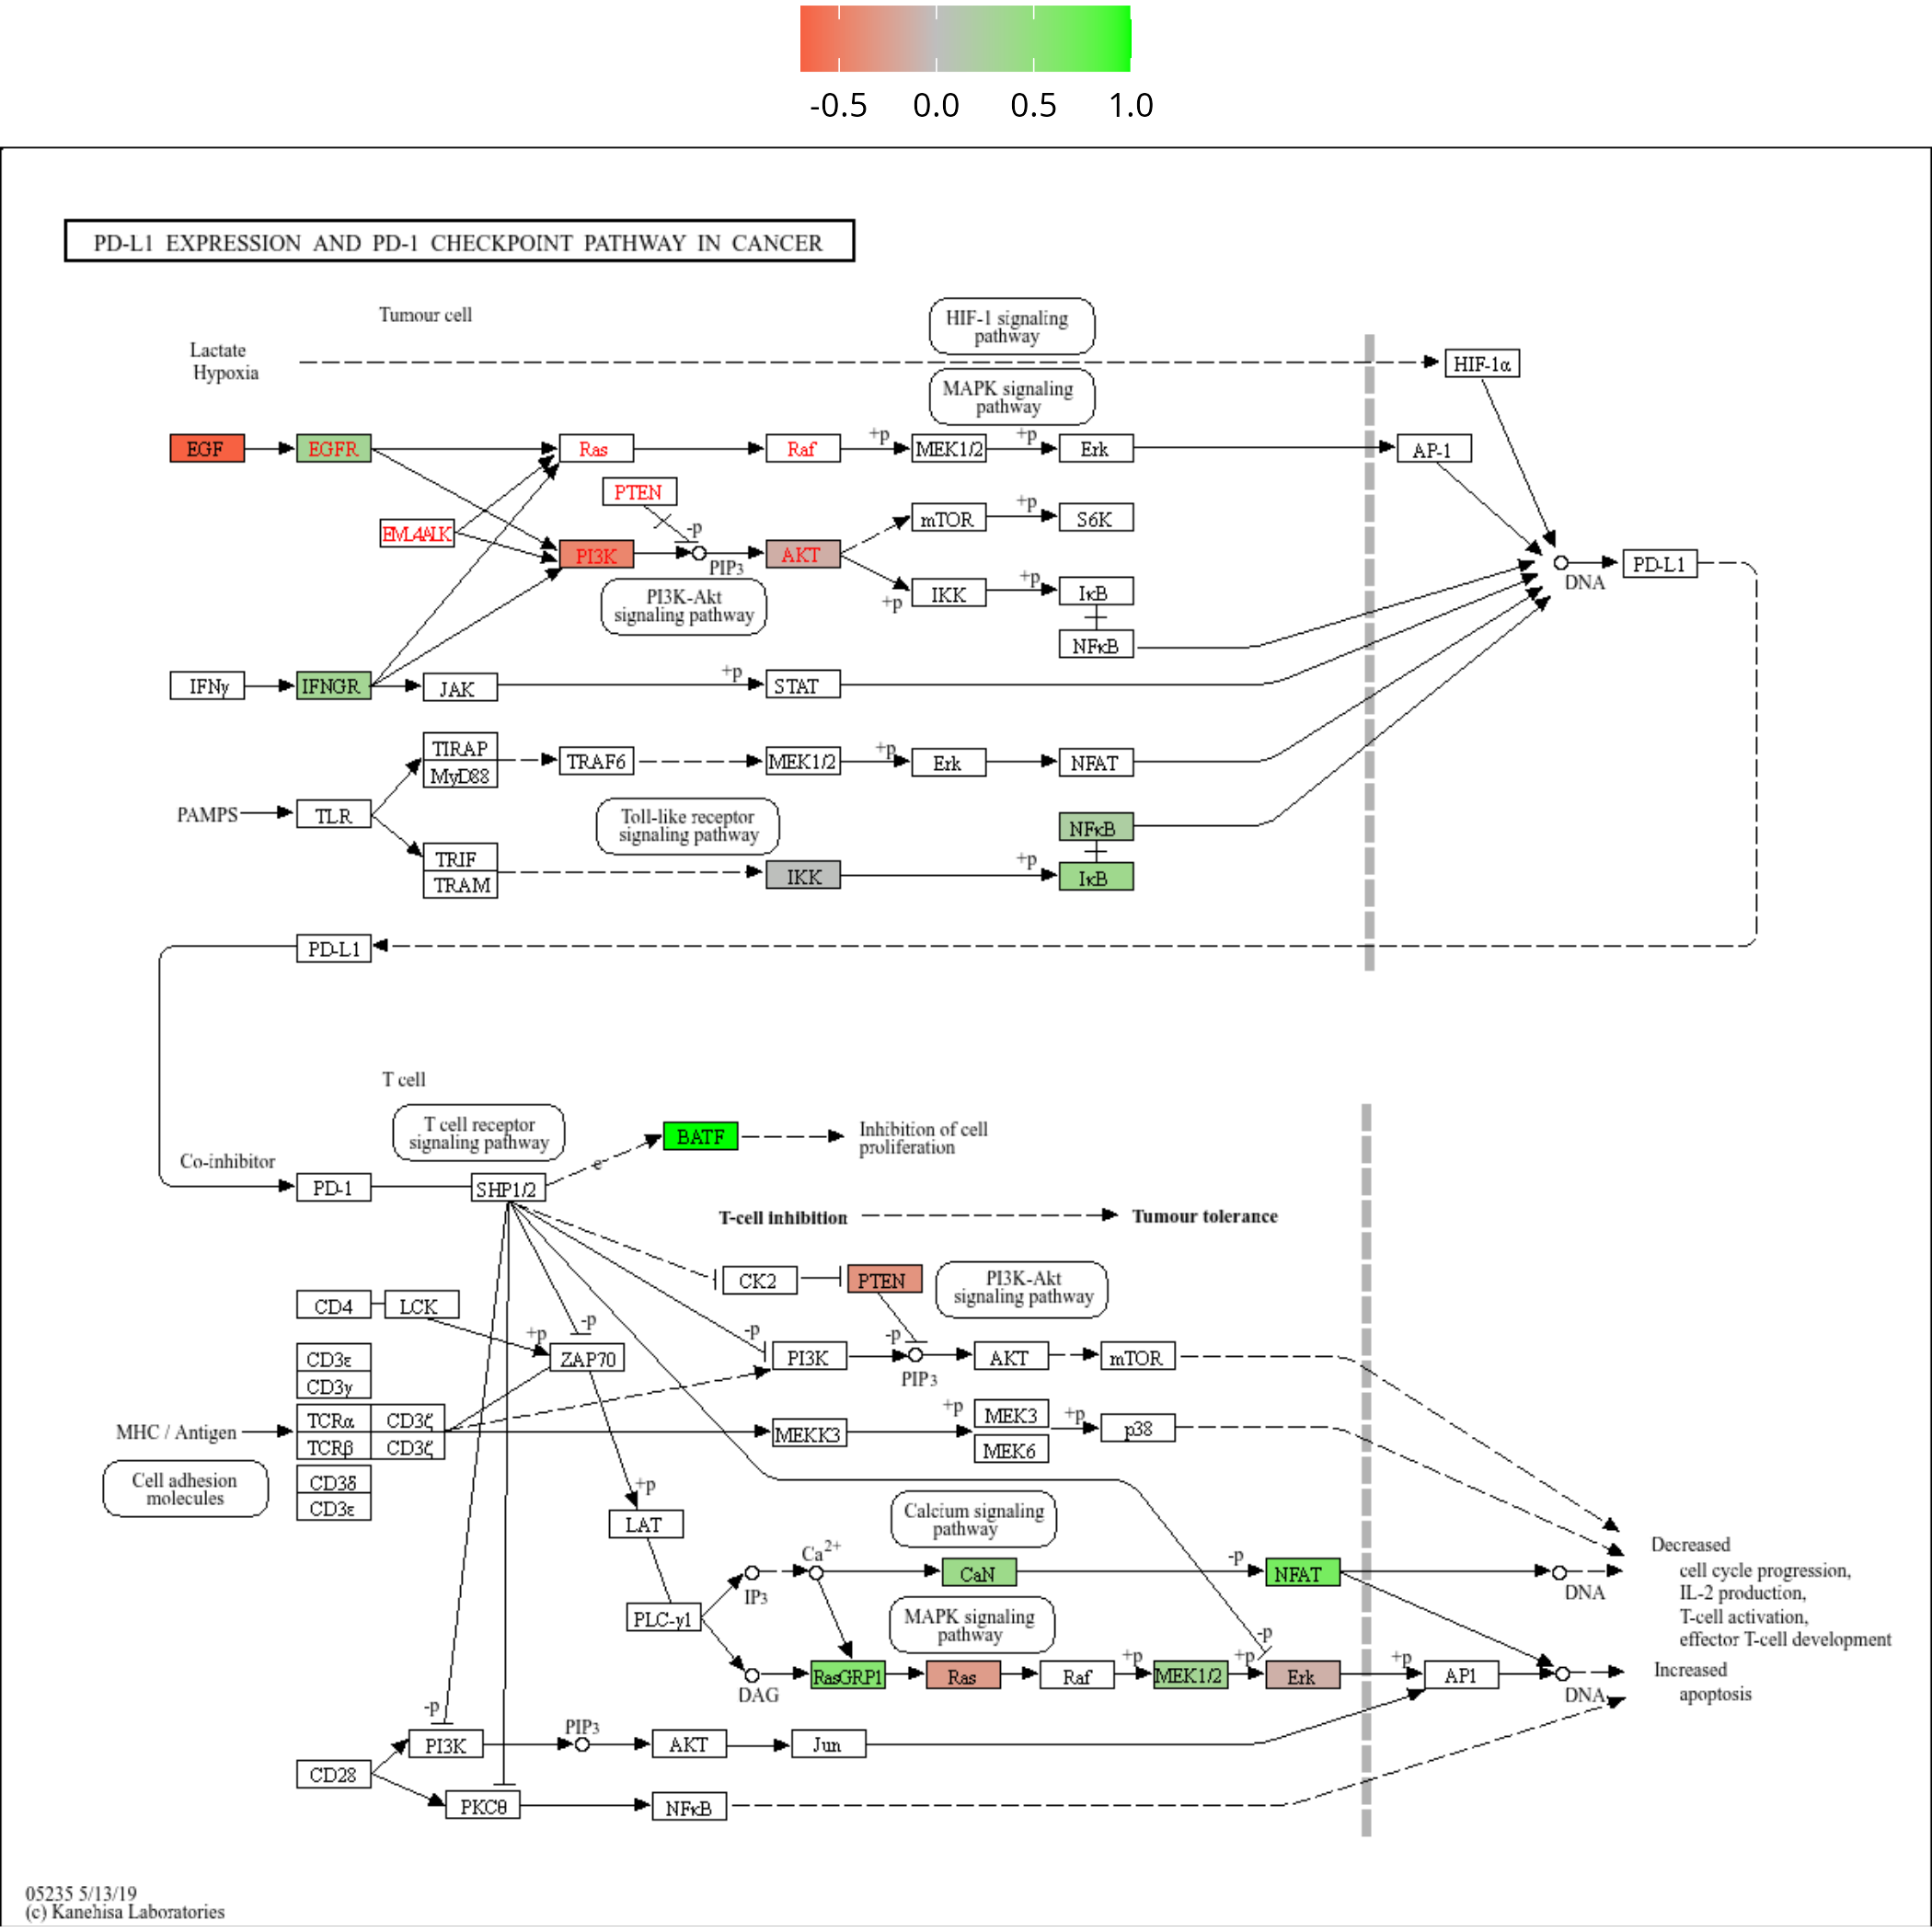 -0.5 0.0 0.5 1.0
PD-L1 EXPRESSION AND PD-1 CHECKPOINT PATHWAY IN CANCER
Tumour cell
HIF-1 signaling
pathway
Lactate
Hypoxia
HIF-1α
MAPK signaling
pathway
EGF EGFR Ras Raf +p MEK1/2 +p Erk AP-1
PTEN
EML4ALK
-p
mTOR +p S6K
PI3K PIP3 AKT
DNA PD-L1
PI3K-Akt
signaling pathway
+p IKK +p IκB
NFκB
IFNγ IFNGR JAK +p STAT
TIRAP
MyD88
TRAF6 MEK1/2 +p Erk NFAT
PAMPS TLR
Toll-like receptor
signaling pathway
NFκB
TRIF
TRAM
IKK +p IκB
PD-L1
T cell
T cell receptor
signaling pathway
BATF
Inhibition of cell
proliferation
Co-inhibitor
e
PD-1 SHP1/2
T-cell inhibition Tumour tolerance
CK2 PTEN
PI3K-Akt
signaling pathway
CD4 LCK
+p -p -p -p
ZAP70 PI3K PIP3 AKT mTOR
CD3ε
CD3γ
MHC / Antigen
TCRα CD3ζ
TCRβ CD3ζ
CD3δ
CD3ε
MEKK3 +p MEK3 +p p38
MEK6
Cell adhesion
molecules
+p
LAT
Calcium signaling
pathway
Ca2+
IP3
CaN -p NFAT DNA
Decreased
cell cycle progression,
IL-2 production,
T-cell activation,
effector T-cell development
PLC-γ1
MAPK signaling
pathway
-p
DAG RasGRP1 Ras Raf +p MEK1/2 +p Erk +p AP1 DNA
Increased
apoptosis
-p
PI3K PIP3 AKT Jun
CD28
PKCθ NFκB
05235 5/13/19
(c) Kanehisa Laboratories